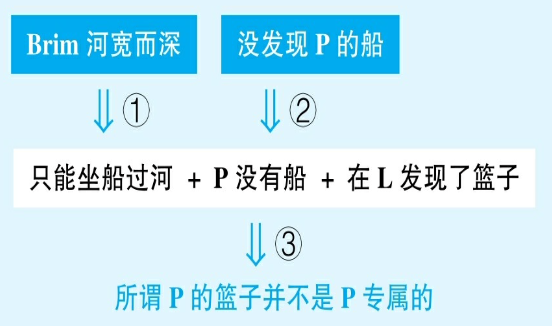 Brim 河宽而深
没发现 P 的船
①
②
只能坐船过河 + P 没有船 + 在 L 发现了篮子
③
所谓 P 的篮子并不是 P 专属的